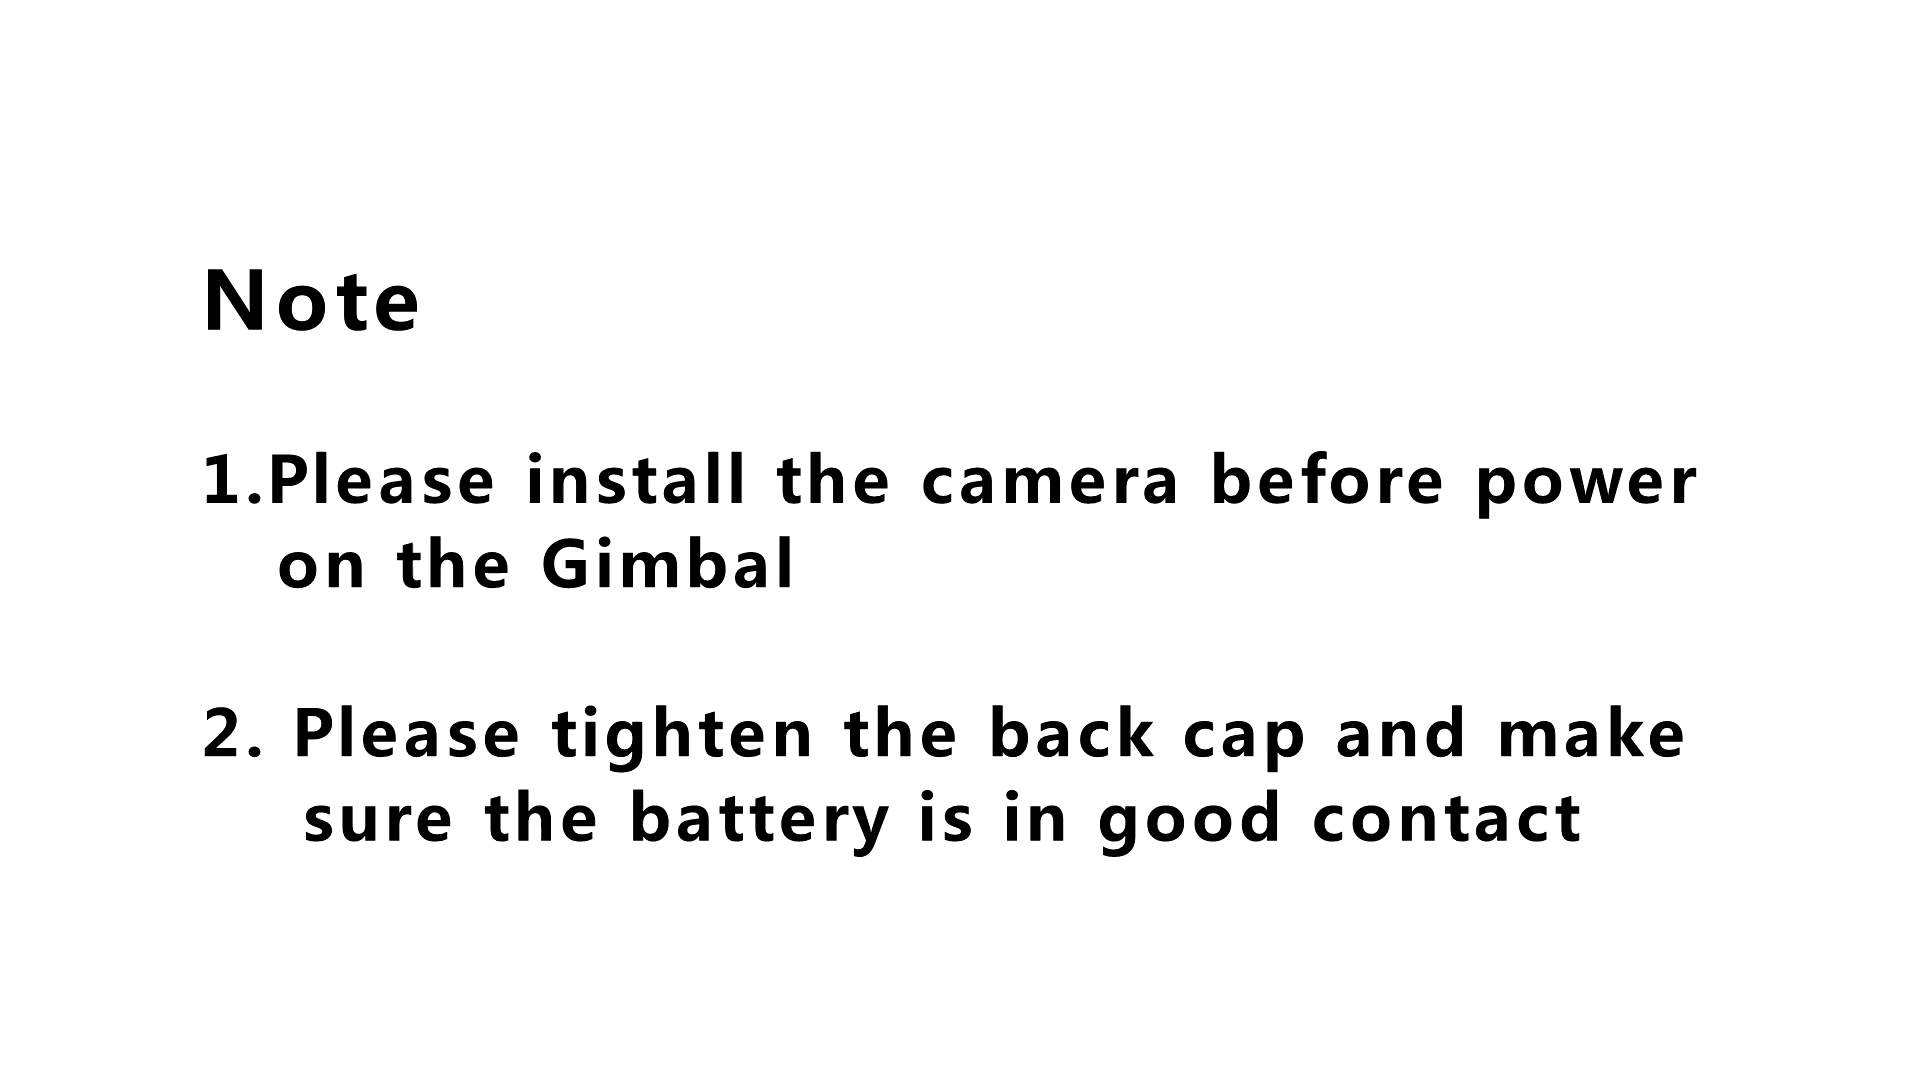 Note
1.Please install the camera before power
on the Gimbal
2. Please tighten the back cap and make
sure the battery is in good contact